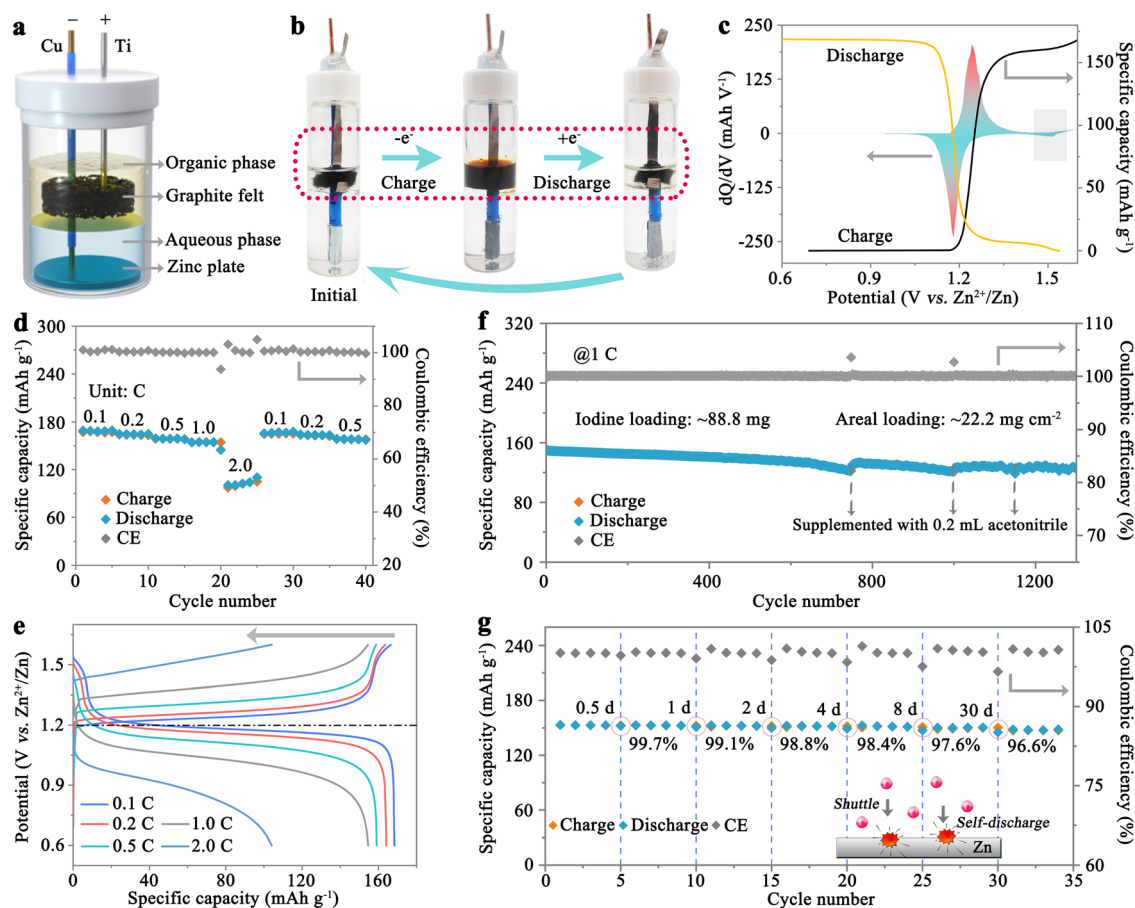 a
−
+
Cu
Ti
Organic phase
Graphite felt
Aqueous phase
Zinc plate
b
-e⁻
Charge
+e⁻
Discharge
Initial
c
250
125
0
-125
-250
dQ/dV (mAh V⁻¹)
Discharge
Charge
150
100
50
0
Specific capacity (mAh g⁻¹)
0.6
0.9
1.2
1.5
Potential (V vs. Zn²⁺/Zn)
d
300
240
180
120
60
0
Specific capacity (mAh g⁻¹)
Unit: C
0.1
0.2
0.5
1.0
2.0
0.1
0.2
0.5
Charge
Discharge
CE
100
80
60
40
20
Coulombic efficiency (%)
0
10
20
30
40
Cycle number
f
320
240
160
80
0
Specific capacity (mAh g⁻¹)
@1 C
Iodine loading: ~88.8 mg
Areal loading: ~22.2 mg cm⁻²
Charge
Discharge
CE
Supplemented with 0.2 mL acetonitrile
110
100
90
80
70
Coulombic efficiency (%)
0
400
800
1200
Cycle number
e
1.5
1.2
0.9
0.6
Potential (V vs. Zn²⁺/Zn)
0.1 C
0.2 C
0.5 C
1.0 C
2.0 C
0
40
80
120
160
Specific capacity (mAh g⁻¹)
g
240
180
120
60
0
Specific capacity (mAh g⁻¹)
0.5 d
1 d
2 d
4 d
8 d
30 d
99.7%
99.1%
98.8%
98.4%
97.6%
96.6%
Charge
Discharge
CE
Shuttle
Self-discharge
Zn
105
90
75
60
Coulombic efficiency (%)
0
5
10
15
20
25
30
35
Cycle number